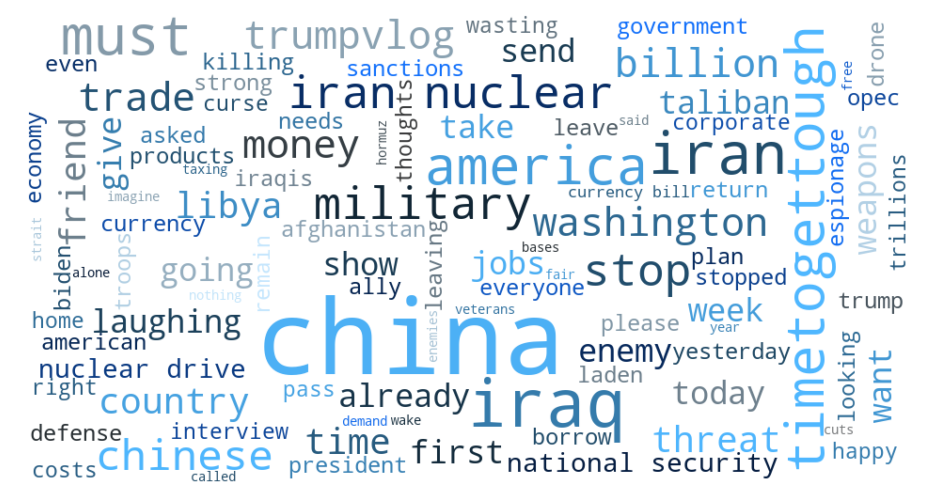 must
trumpvlog
wasting
send
government
drone
even
killing
sanctions
billion
free
trade
strong
curse
iran nuclear
taliban
opec
economy
friend
give
asked
needs
money
hormuz
thoughts
take
leave
said
corporate
timetogettough
products
taxing
iraqis
america
iran
espionage
weapons
trillions
imagine
libya
military
currency
bill
return
currency
afghanistan
washington
strait
biden
alone
troops
going
remain
show
leaving
bases
jobs
fair
stop
plan
stopped
nothing
ally
everyone
home
laughing
china
enemies
veterans
please
week
year
trump
american
enemy
yesterday
nuclear drive
laden
looking
want
right
country
pass
already
iraq
today
defense
interview
demand
wake
time
first
borrow
threat
cuts
happy
chinese
costs
called
president
national security